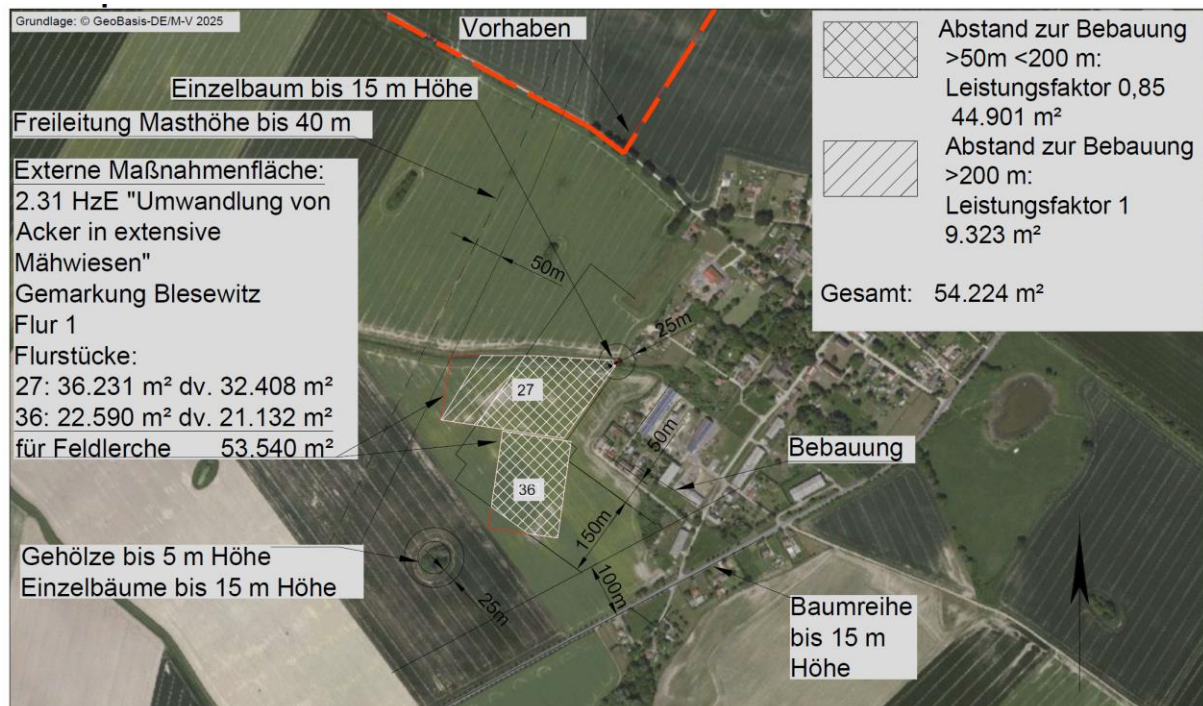 Grundlage: © GeoBasis-DE/M-V 2025
Vorhaben
Einzelbaum bis 15 m Höhe
Freileitung Masthöhe bis 40 m
Externe Maßnahmenfläche:
2.31 HzE "Umwandlung von
Acker in extensive
Mähwiesen"
Gemarkung Blesewitz
Flur 1
Flurstücke:
27: 36.231 m² dv. 32.408 m²
36: 22.590 m² dv. 21.132 m²
für Feldlerche 53.540 m²
Abstand zur Bebauung
>50m <200 m:
Leistungsfaktor 0,85
44.901 m²
Abstand zur Bebauung
>200 m:
Leistungsfaktor 1
9.323 m²
Gesamt: 54.224 m²
50m
25m
27
36
50m
Bebauung
150m
100m
Gehölze bis 5 m Höhe
Einzelbäume bis 15 m Höhe
25m
Baumreihe
bis 15 m
Höhe